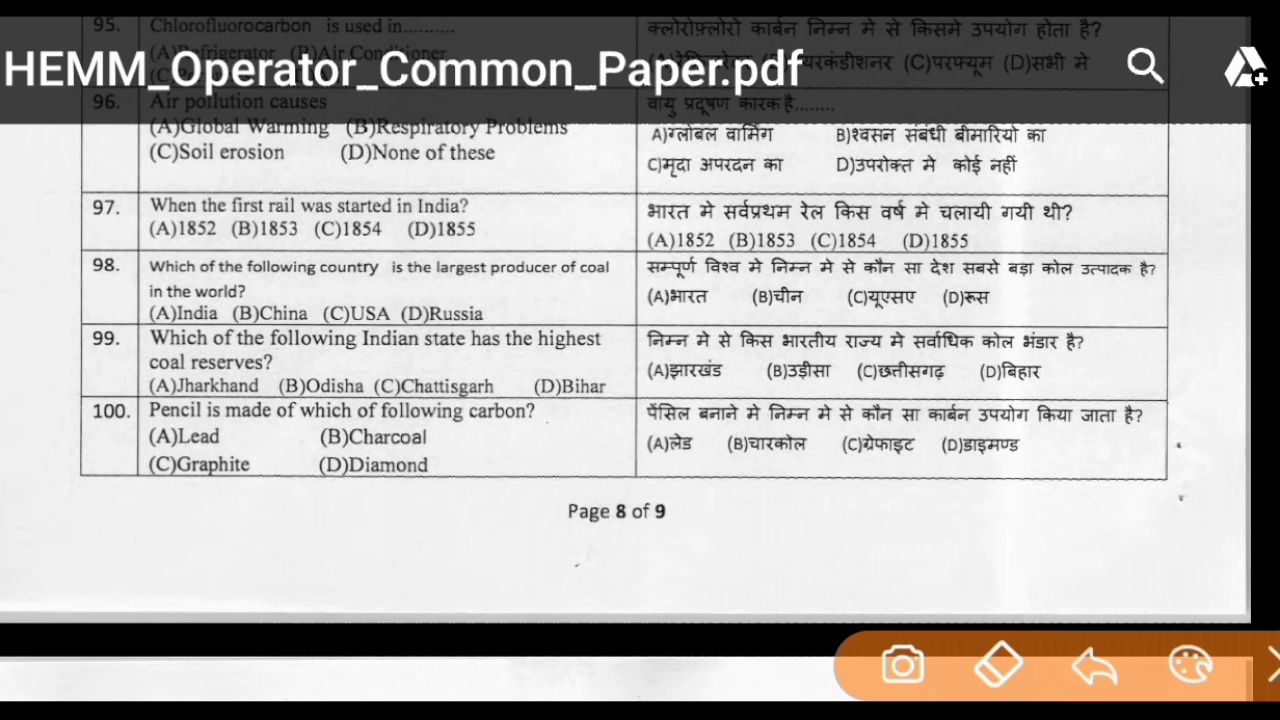 95. Chlorofluorocarbon is used in..........
क्लोरोफ़्लोरो कार्बन निम्न मे से किसमे उपयोग होता है?
(A)Refrigerator (B)Air Conditioner
यरकंडीशनर (C)परफ्यूम (D)सभी मे
HEMM_Operator_Common_Paper.pdf
96. Air pollution causes
(A)Global Warming (B)Respiratory Problems
(C)Soil erosion (D)None of these
वायु प्रदूषण कारक है........
A)ग्लोबल वार्मिंग B)श्वसन संबंधी बीमारियो का
C)मृदा अपरदन का D)उपरोक्त मे कोई नहीं
97. When the first rail was started in India?
(A)1852 (B)1853 (C)1854 (D)1855
भारत मे सर्वप्रथम रेल किस वर्ष मे चलायी गयी थी?
(A)1852 (B)1853 (C)1854 (D)1855
98. Which of the following country is the largest producer of coal
in the world?
(A)India (B)China (C)USA (D)Russia
सम्पूर्ण विश्व मे निम्न मे से कौन सा देश सबसे बड़ा कोल उत्पादक है?
(A)भारत (B)चीन (C)यूएसए (D)रूस
99. Which of the following Indian state has the highest
coal reserves?
(A)Jharkhand (B)Odisha (C)Chattisgarh (D)Bihar
निम्न मे से किस भारतीय राज्य मे सर्वाधिक कोल भंडार है?
(A)झारखंड (B)उड़ीसा (C)छत्तीसगढ़ (D)बिहार
100. Pencil is made of which of following carbon?
(A)Lead (B)Charcoal
(C)Graphite (D)Diamond
पेंसिल बनाने मे निम्न मे से कौन सा कार्बन उपयोग किया जाता है?
(A)लेड (B)चारकोल (C)ग्रेफाइट (D)डाइमण्ड
Page 8 of 9